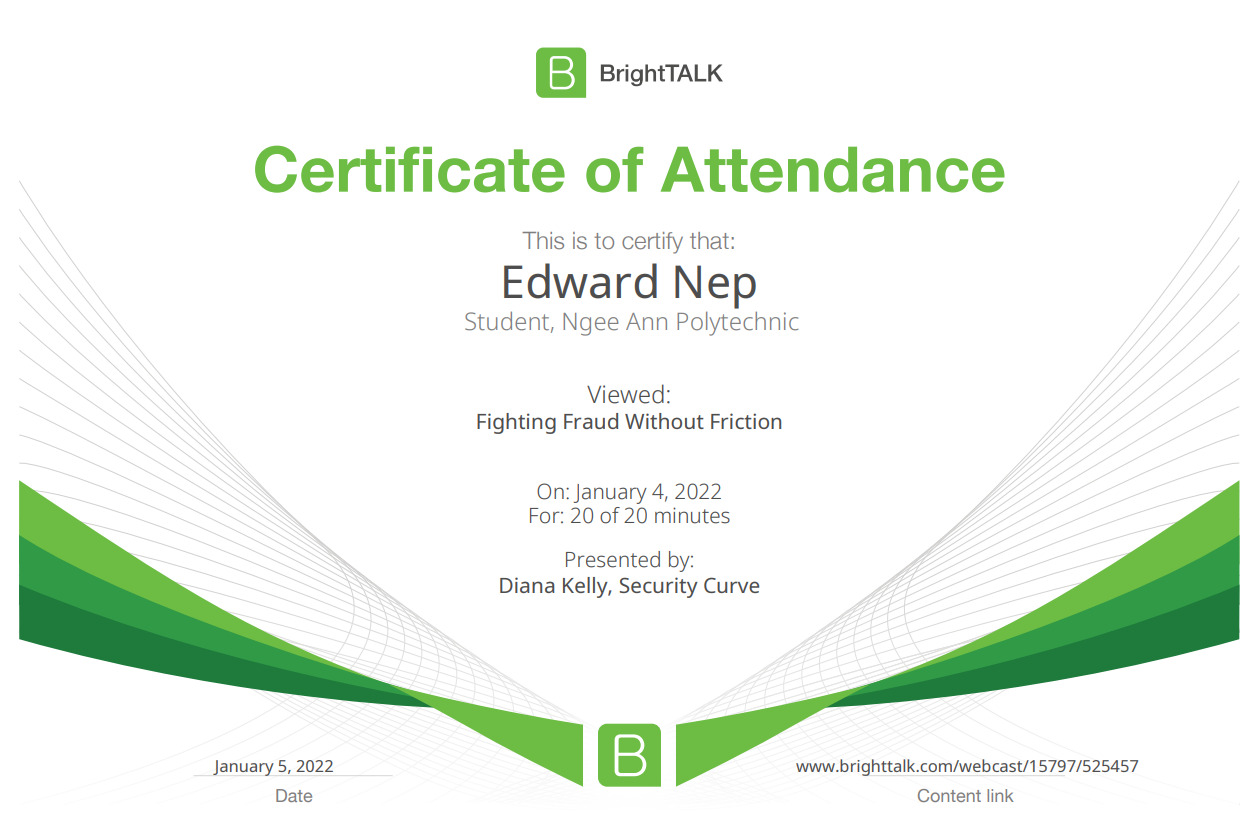 B BrightTALK
Certificate of Attendance
This is to certify that:
Edward Nep
Student, Ngee Ann Polytechnic
Viewed:
Fighting Fraud Without Friction
On: January 4, 2022
For: 20 of 20 minutes
Presented by:
Diana Kelly, Security Curve
B
January 5, 2022
Date
www.brighttalk.com/webcast/15797/525457
Content link